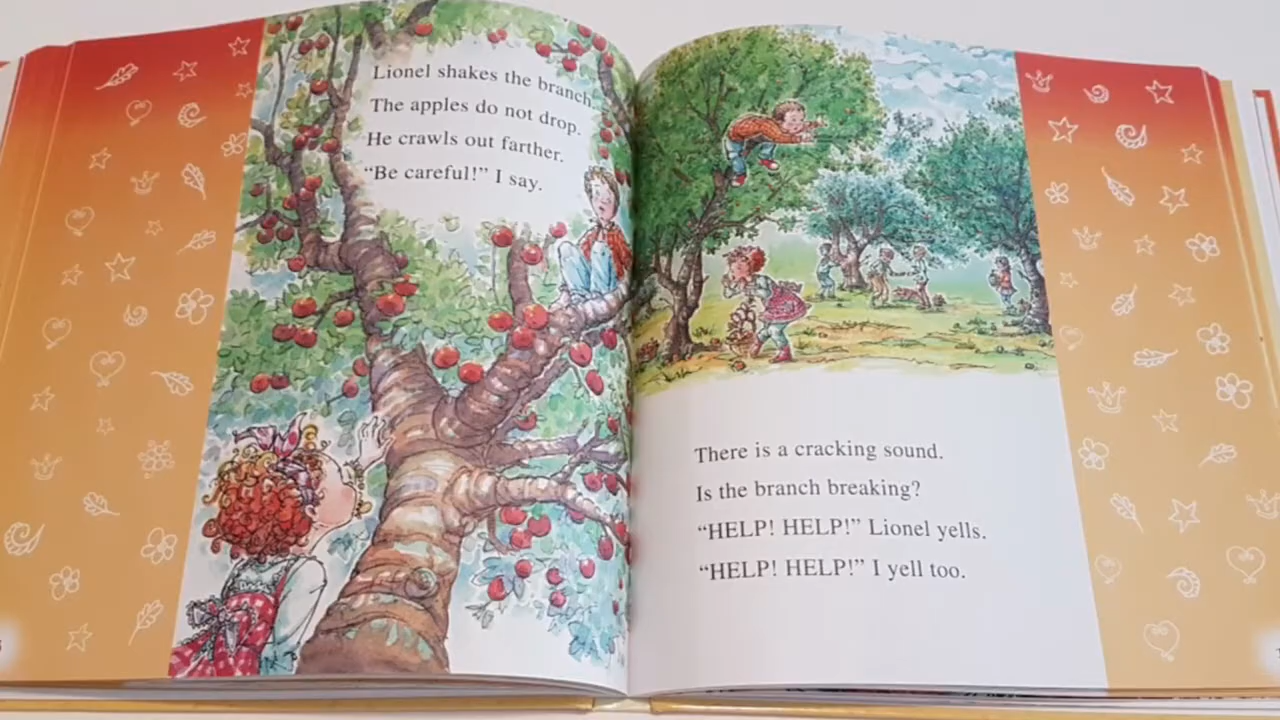 Lionel shakes the branch.
The apples do not drop.
He crawls out farther.
“Be careful!” I say.
There is a cracking sound.
Is the branch breaking?
“HELP! HELP!” Lionel yells.
“HELP! HELP!” I yell too.